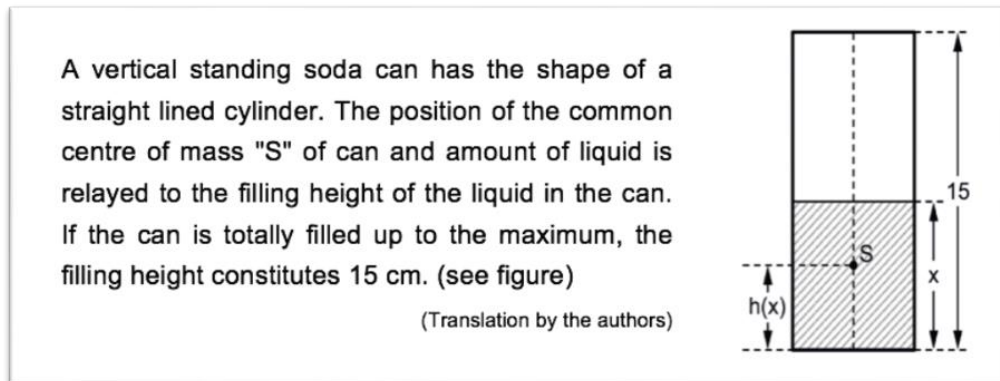 A vertical standing soda can has the shape of a
straight lined cylinder. The position of the common
centre of mass "S" of can and amount of liquid is
relayed to the filling height of the liquid in the can.
If the can is totally filled up to the maximum, the
filling height constitutes 15 cm. (see figure)
(Translation by the authors)
15
S
x
h(x)